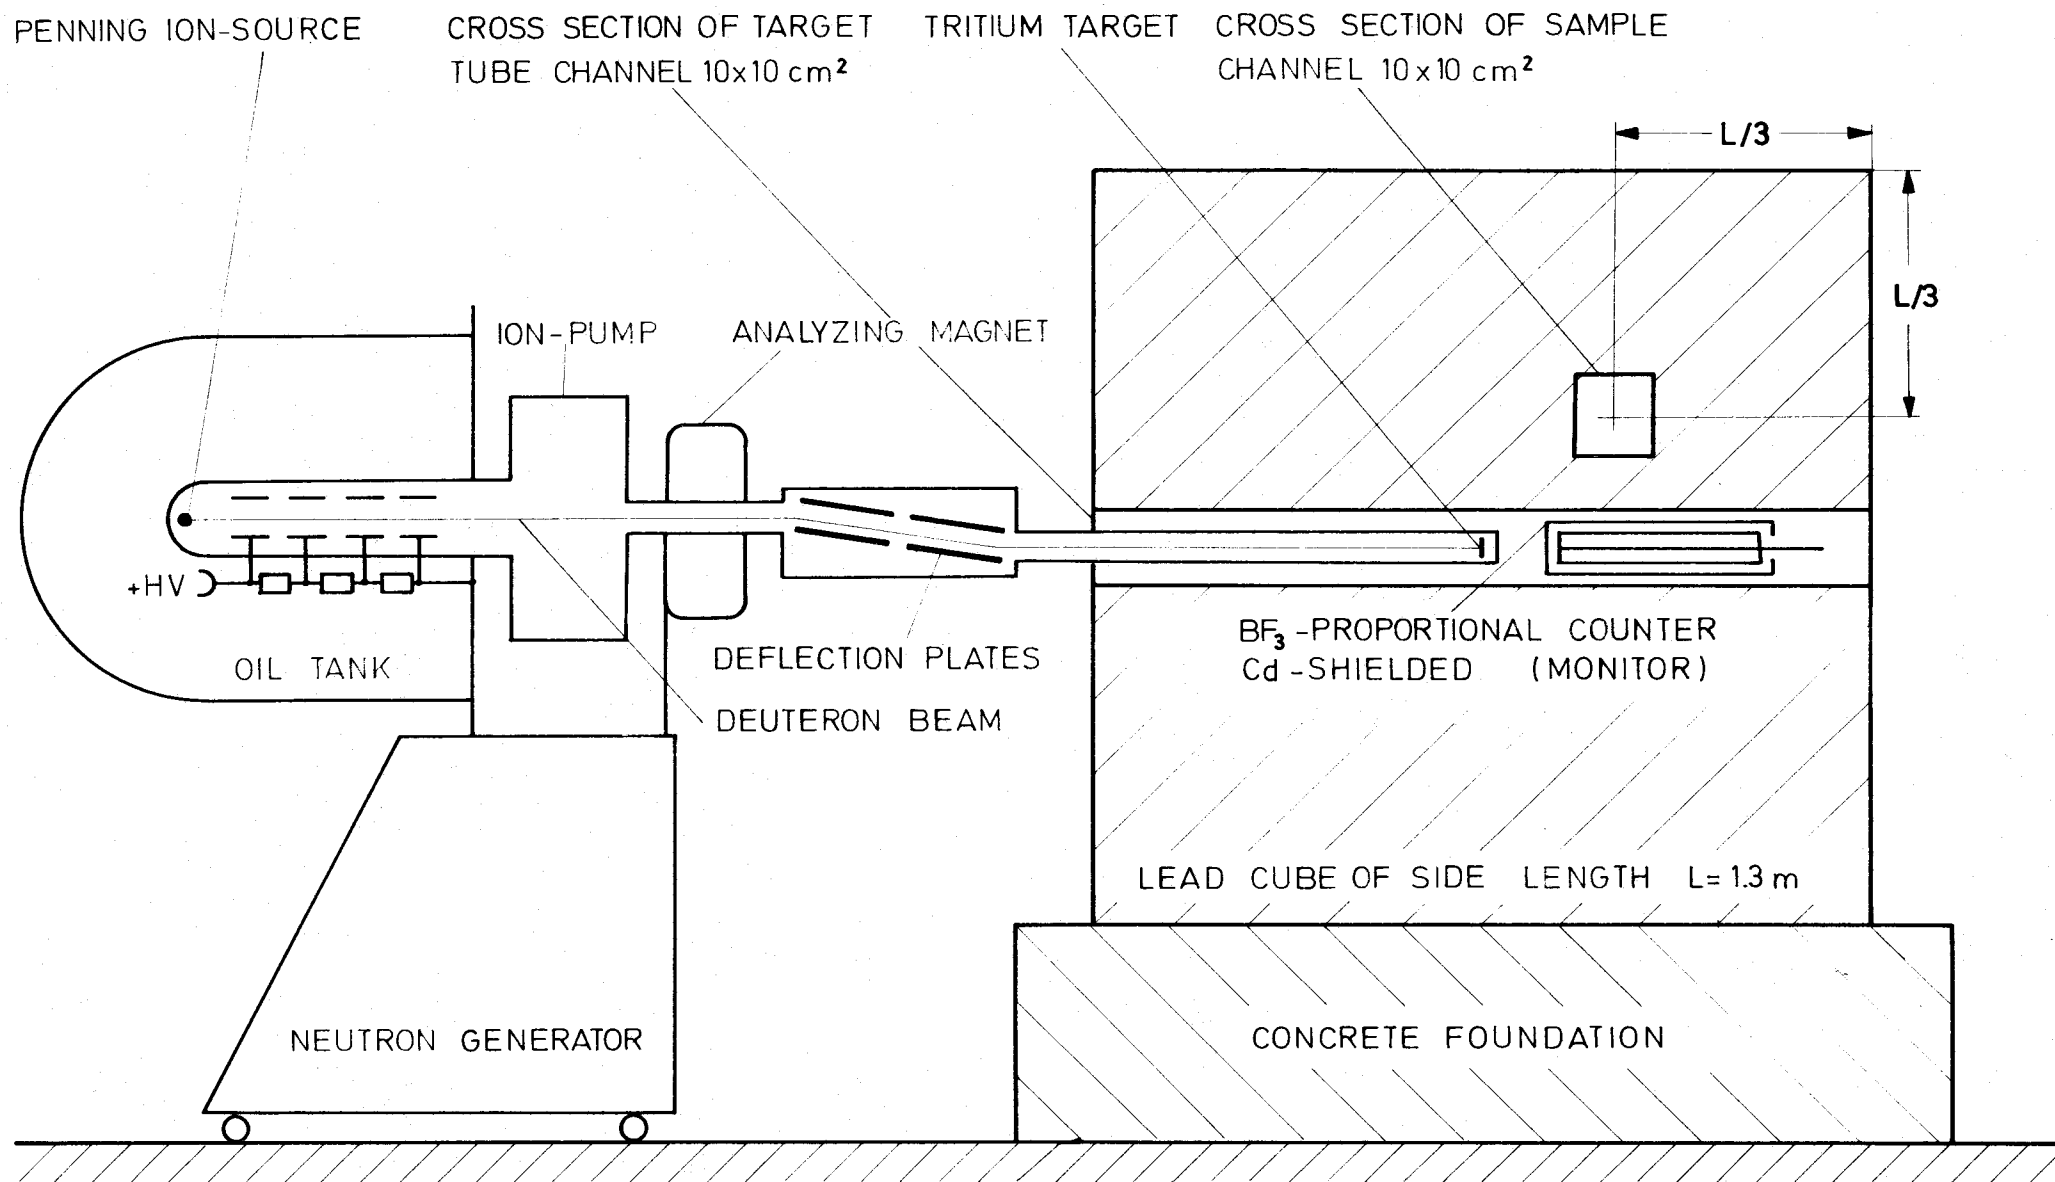 PENNING ION-SOURCE
CROSS SECTION OF TARGET
TUBE CHANNEL 10x10 cm²
TRITIUM TARGET
CROSS SECTION OF SAMPLE
CHANNEL 10x10 cm²
L/3
L/3
ION-PUMP
ANALYZING MAGNET
+HV
OIL TANK
DEFLECTION PLATES
DEUTERON BEAM
BF₃-PROPORTIONAL COUNTER
Cd-SHIELDED (MONITOR)
LEAD CUBE OF SIDE LENGTH L= 1.3 m
NEUTRON GENERATOR
CONCRETE FOUNDATION